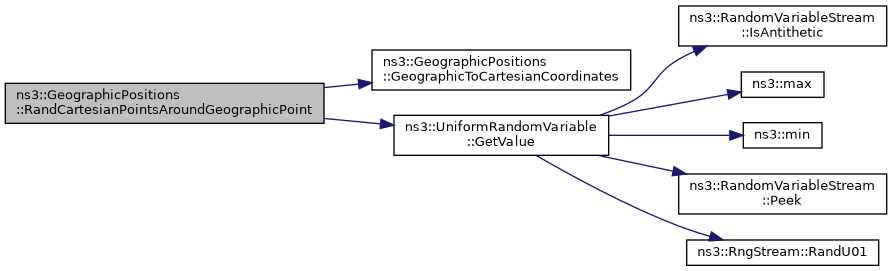 ns3::GeographicPositions
::RandCartesianPointsAroundGeographicPoint
ns3::GeographicPositions
::GeographicToCartesianCoordinates
ns3::UniformRandomVariable
::GetValue
ns3::RandomVariableStream
::IsAntithetic
ns3::max
ns3::min
ns3::RandomVariableStream
::Peek
ns3::RngStream::RandU01